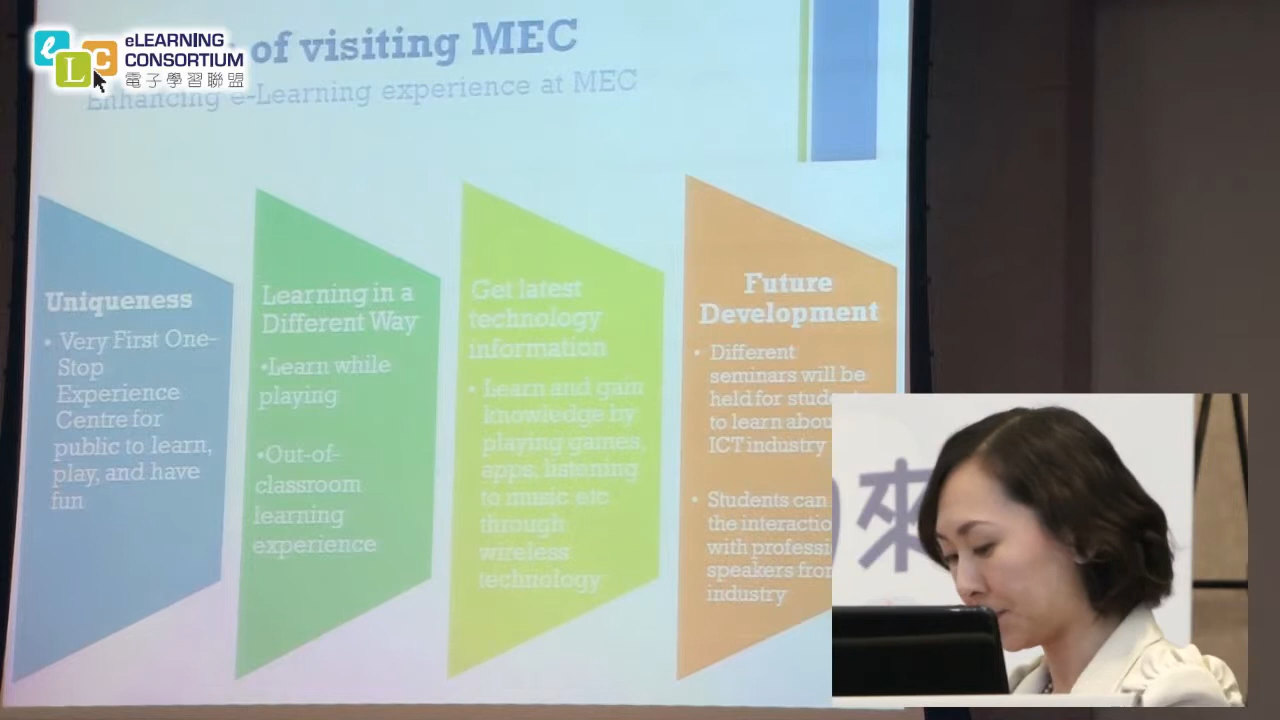 eLEARNING
CONSORTIUM
電子學習聯盟
of visiting MEC
Enhancing e-Learning experience at MEC
Uniqueness
• Very First One-
Stop
Experience
Centre for
public to learn,
play, and have
fun
Learning in a
Different Way
•Learn while
playing
•Out-of-
classroom
learning
experience
Get latest
technology
information
• Learn and gain
knowledge by
playing games,
apps, listening
to music etc
through
wireless
technology
Future
Development
• Different
seminars will be
held for
to learn
ICT industry
• Students can
the
with
speakers
industry
來